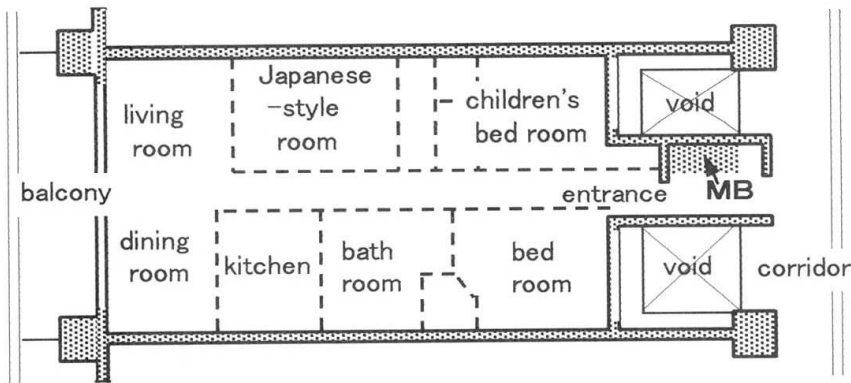 Japanese
-style
room
children's
bed room
void
living
room
balcony
entrance
MB
dining
room
kitchen
bath
room
bed
room
void
corridor